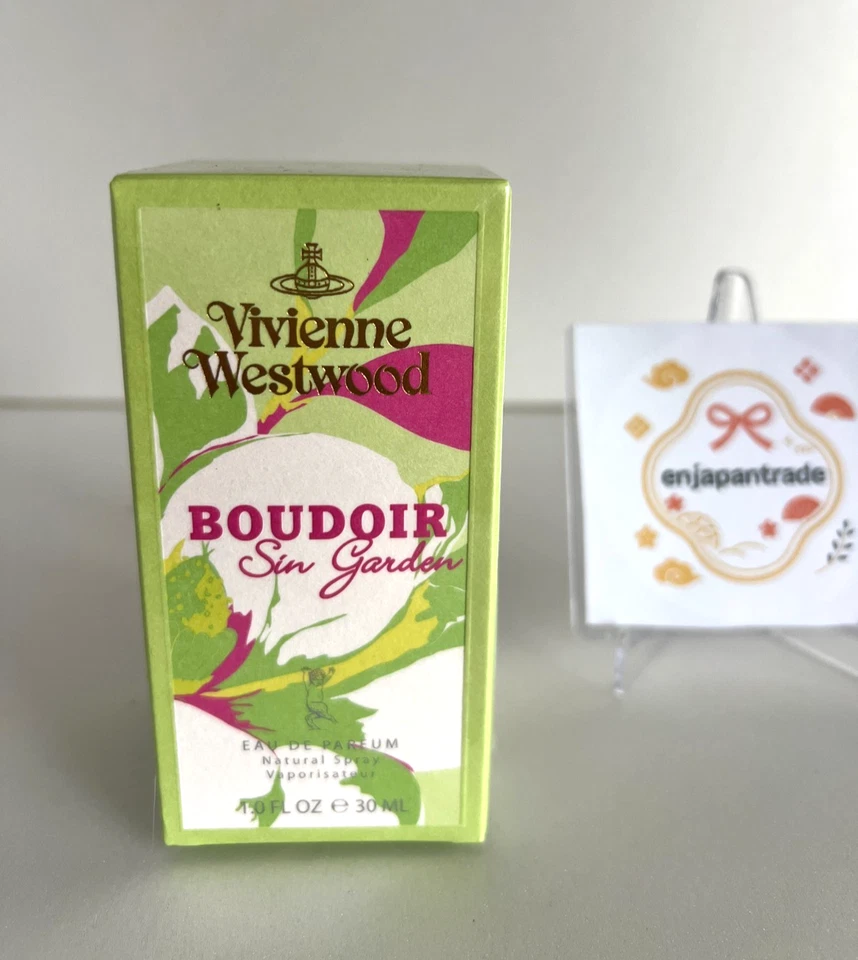 Vivienne
Westwood
BOUDOIR
Sin Garden
EAU DE PARFUM
Natural Spray
Vaporisateur
1.0 FL OZ ℮ 30 ML
enjapantrade